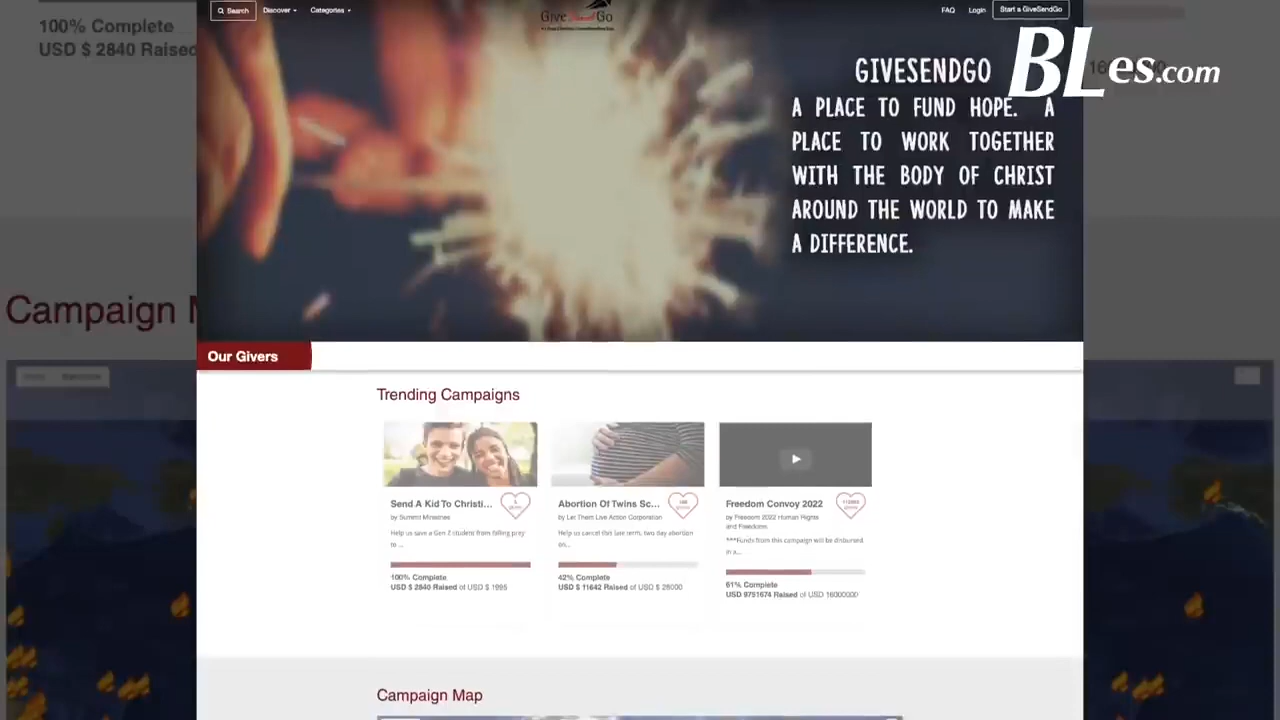 100% Complete
USD $ 2840 Raised
Search
Discover
Categories
Give Send Go
FAQ
Login
Start a GiveSendGo
BLes.com
GIVESENDGO
A PLACE TO FUND HOPE. A
PLACE TO WORK TOGETHER
WITH THE BODY OF CHRIST
AROUND THE WORLD TO MAKE
A DIFFERENCE.
Campaign M
Our Givers
Trending Campaigns
Send A Kid To Christi...
by Summit Ministries
Help us save a Gen Z student from falling prey
to ...
100% Complete
USD $ 2840 Raised of USD $ 1995
Abortion Of Twins Sc...
by Let Them Live Action Corporation
Help us cancel this late term, two day abortion
on...
42% Complete
USD $ 11642 Raised of USD $ 28000
Freedom Convoy 2022
by Freedom 2022 Human Rights
and Freedoms
***Funds from this campaign will be disbursed
in a...
61% Complete
USD 9751674 Raised of USD 16000000
Campaign Map